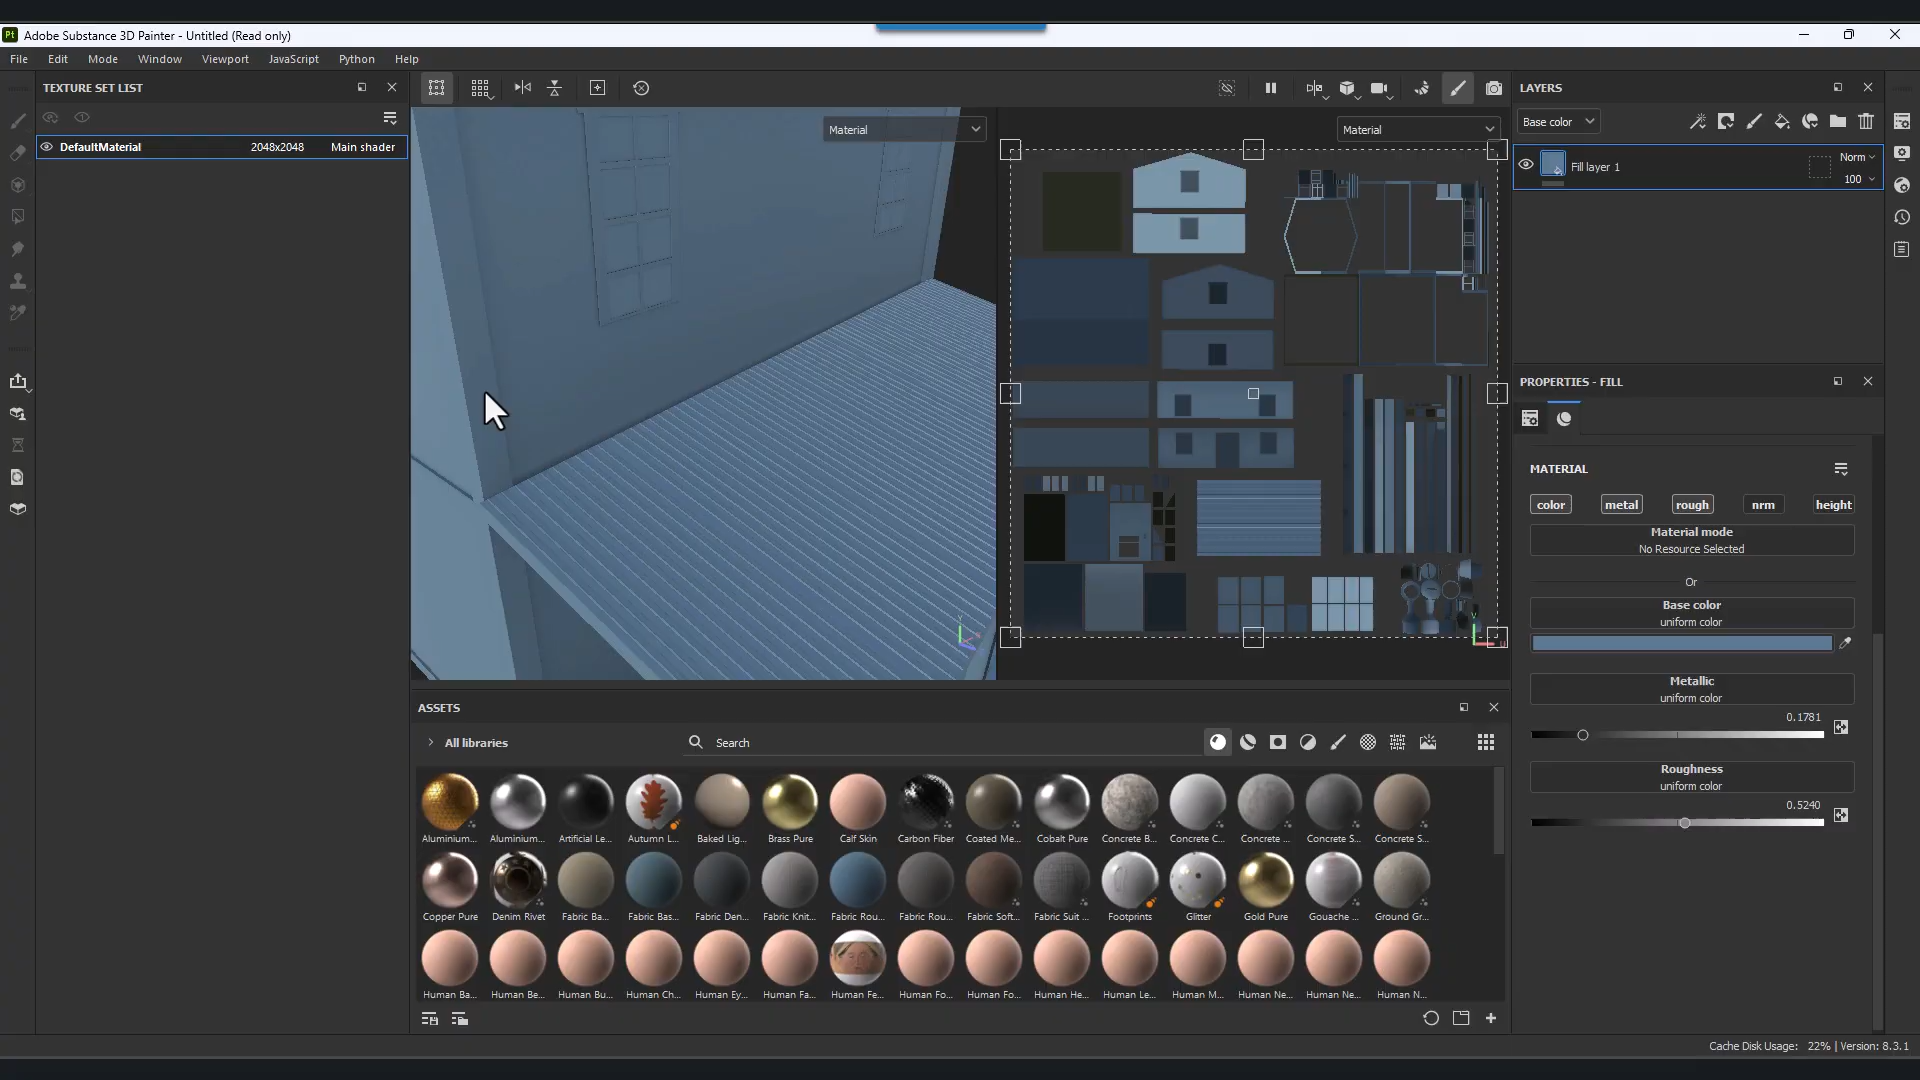 Pt Adobe Substance 3D Painter - Untitled (Read only)
File Edit Mode Window Viewport JavaScript Python Help
TEXTURE SET LIST
DefaultMaterial 2048x2048 Main shader
Material
Material
LAYERS
Base color
Fill layer 1
Norm
100
PROPERTIES - FILL
MATERIAL
color metal rough nrm height
Material mode
No Resource Selected
Or
Base color
uniform color
Metallic
uniform color
0.1781
Roughness
uniform color
0.5240
ASSETS
All libraries
Search
Aluminium... Aluminium... Artificial Le... Autumn L... Baked Lig... Brass Pure Calf Skin Carbon Fiber Coated Me... Cobalt Pure Concrete B... Concrete C... Concrete ... Concrete S... Concrete S...
Copper Pure Denim Rivet Fabric Ba... Fabric Bas... Fabric Den... Fabric Knit... Fabric Rou... Fabric Rou... Fabric Soft... Fabric Suit ... Footprints Glitter Gold Pure Gouache ... Ground Gr...
Human Ba... Human Be... Human Bu... Human Ch... Human Ey... Human Fa... Human Fe... Human Fo... Human Fo... Human He... Human Le... Human M... Human Ne... Human Ne... Human N...
Cache Disk Usage: 22% | Version: 8.3.1